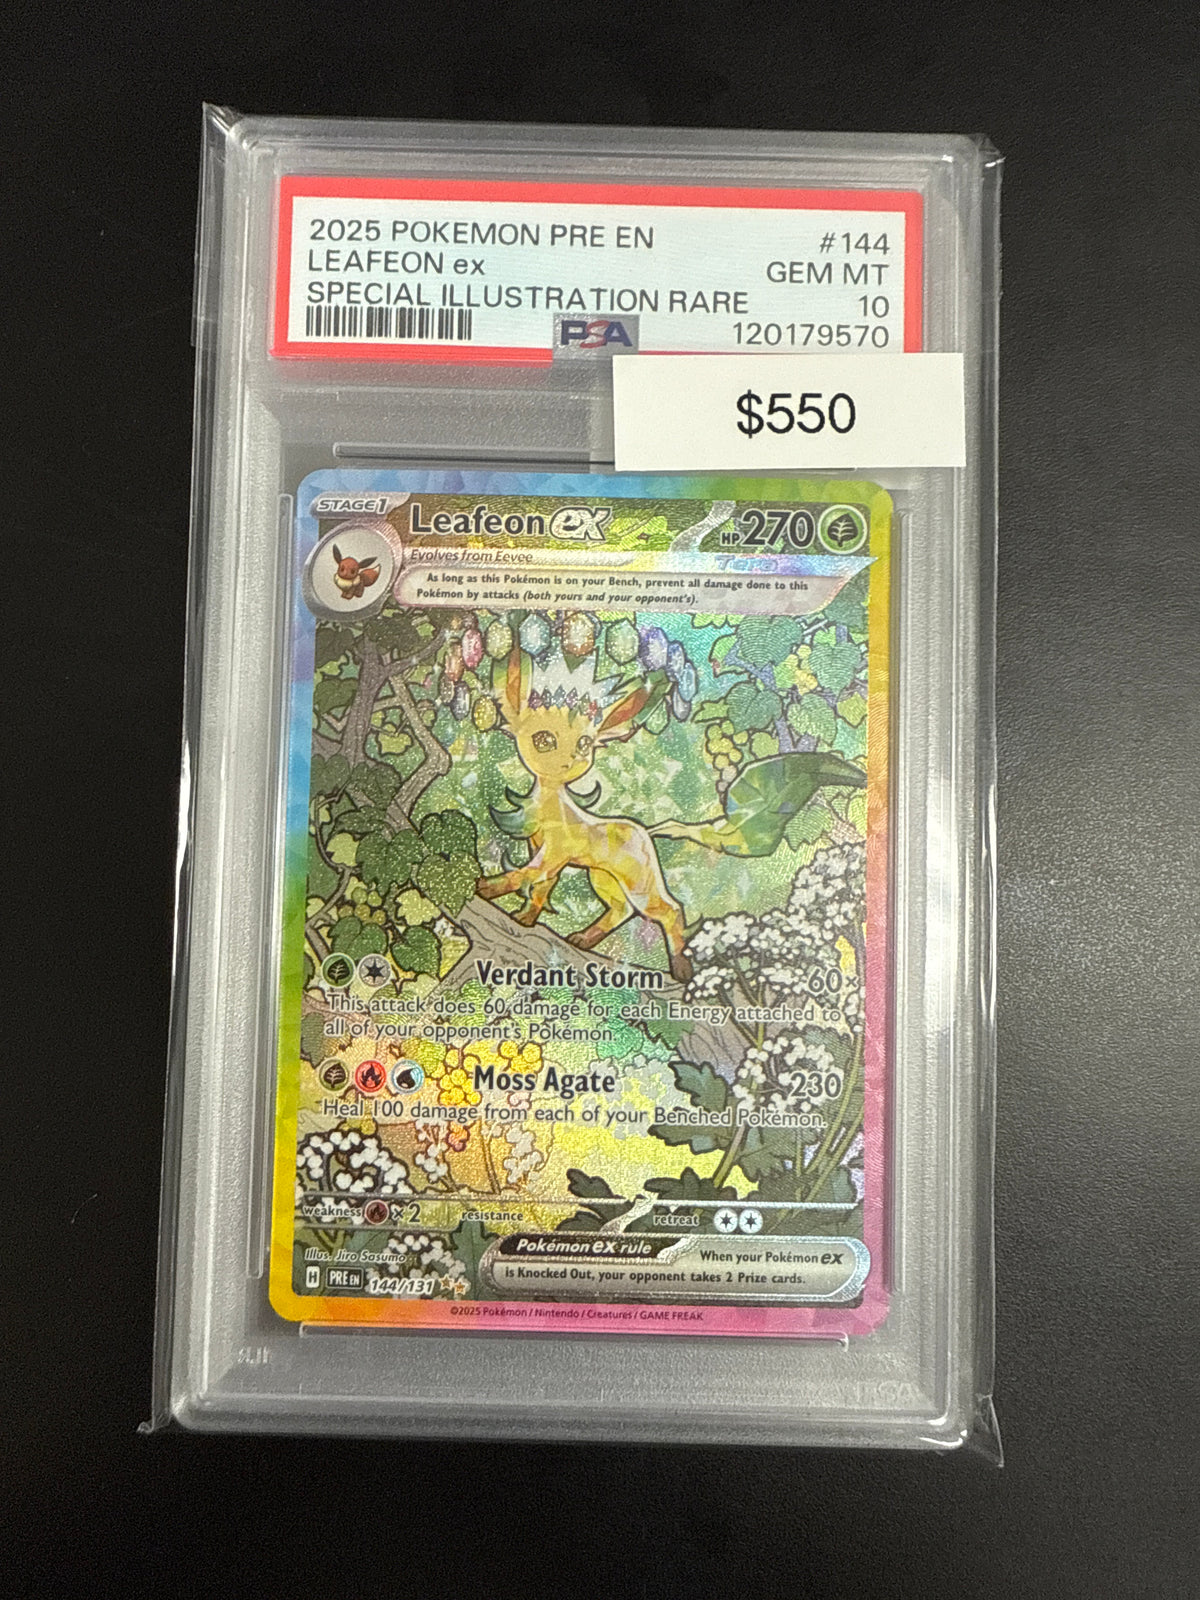 2025 POKEMON PRE EN #144
LEAFEON ex GEM MT
SPECIAL ILLUSTRATION RARE 10
PSA 120179570
$550
STAGE1 Leafeon ex HP 270
Evolves from Eevee Tera
As long as this Pokémon is on your Bench, prevent all damage done to this
Pokémon by attacks (both yours and your opponent's).
Verdant Storm 60×
This attack does 60 damage for each Energy attached to
all of your opponent's Pokémon.
Moss Agate 230
Heal 100 damage from each of your Benched Pokémon.
weakness ×2 resistance retreat
Illus. Jiro Sasumo
Pokémon ex rule When your Pokémon ex
is Knocked Out, your opponent takes 2 Prize cards.
H PRE EN 144/131
©2025 Pokémon / Nintendo / Creatures / GAME FREAK